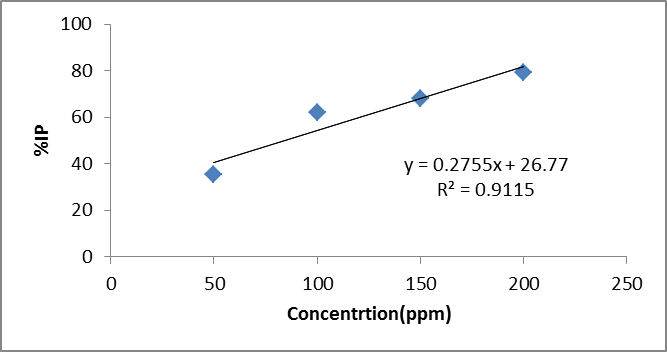 100
80
60
40
20
0
%IP
y = 0.2755x + 26.77
R² = 0.9115
0 50 100 150 200 250
Concentrtion(ppm)